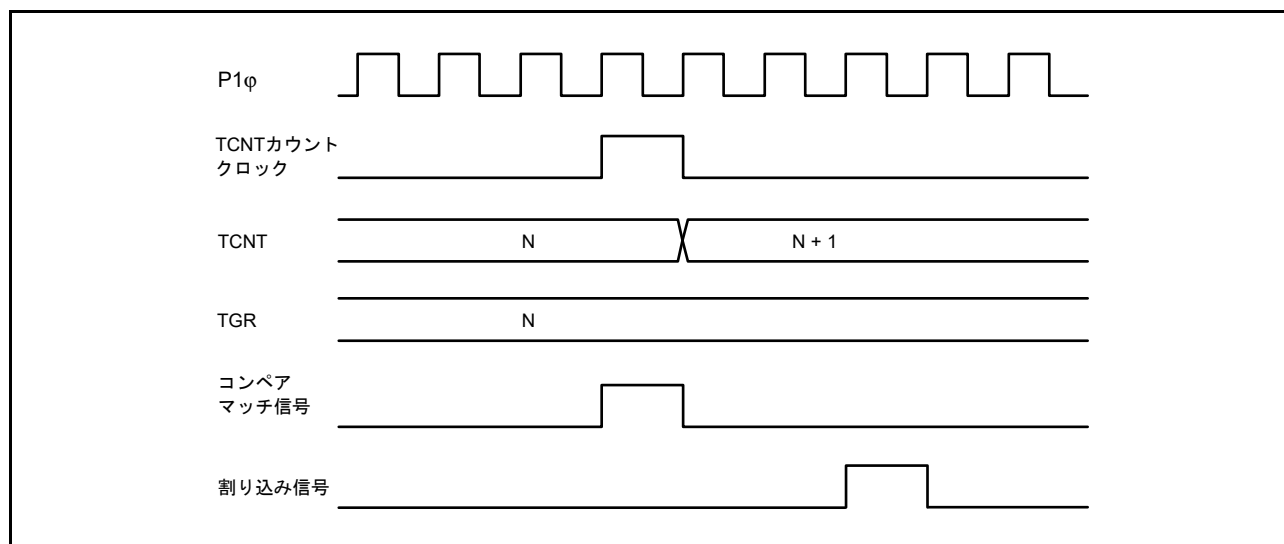 P1φ
TCNTカウント
クロック
TCNT
N
N + 1
TGR
N
コンペア
マッチ信号
割り込み信号